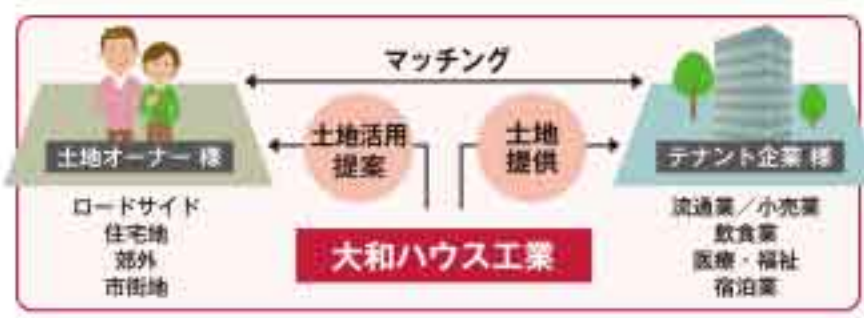 マッチング
土地活用
提案
土地
提供
土地オーナー 様
テナント企業 様
ロードサイド
住宅地
郊外
市街地
大和ハウス工業
流通業／小売業
飲食業
医療・福祉
宿泊業